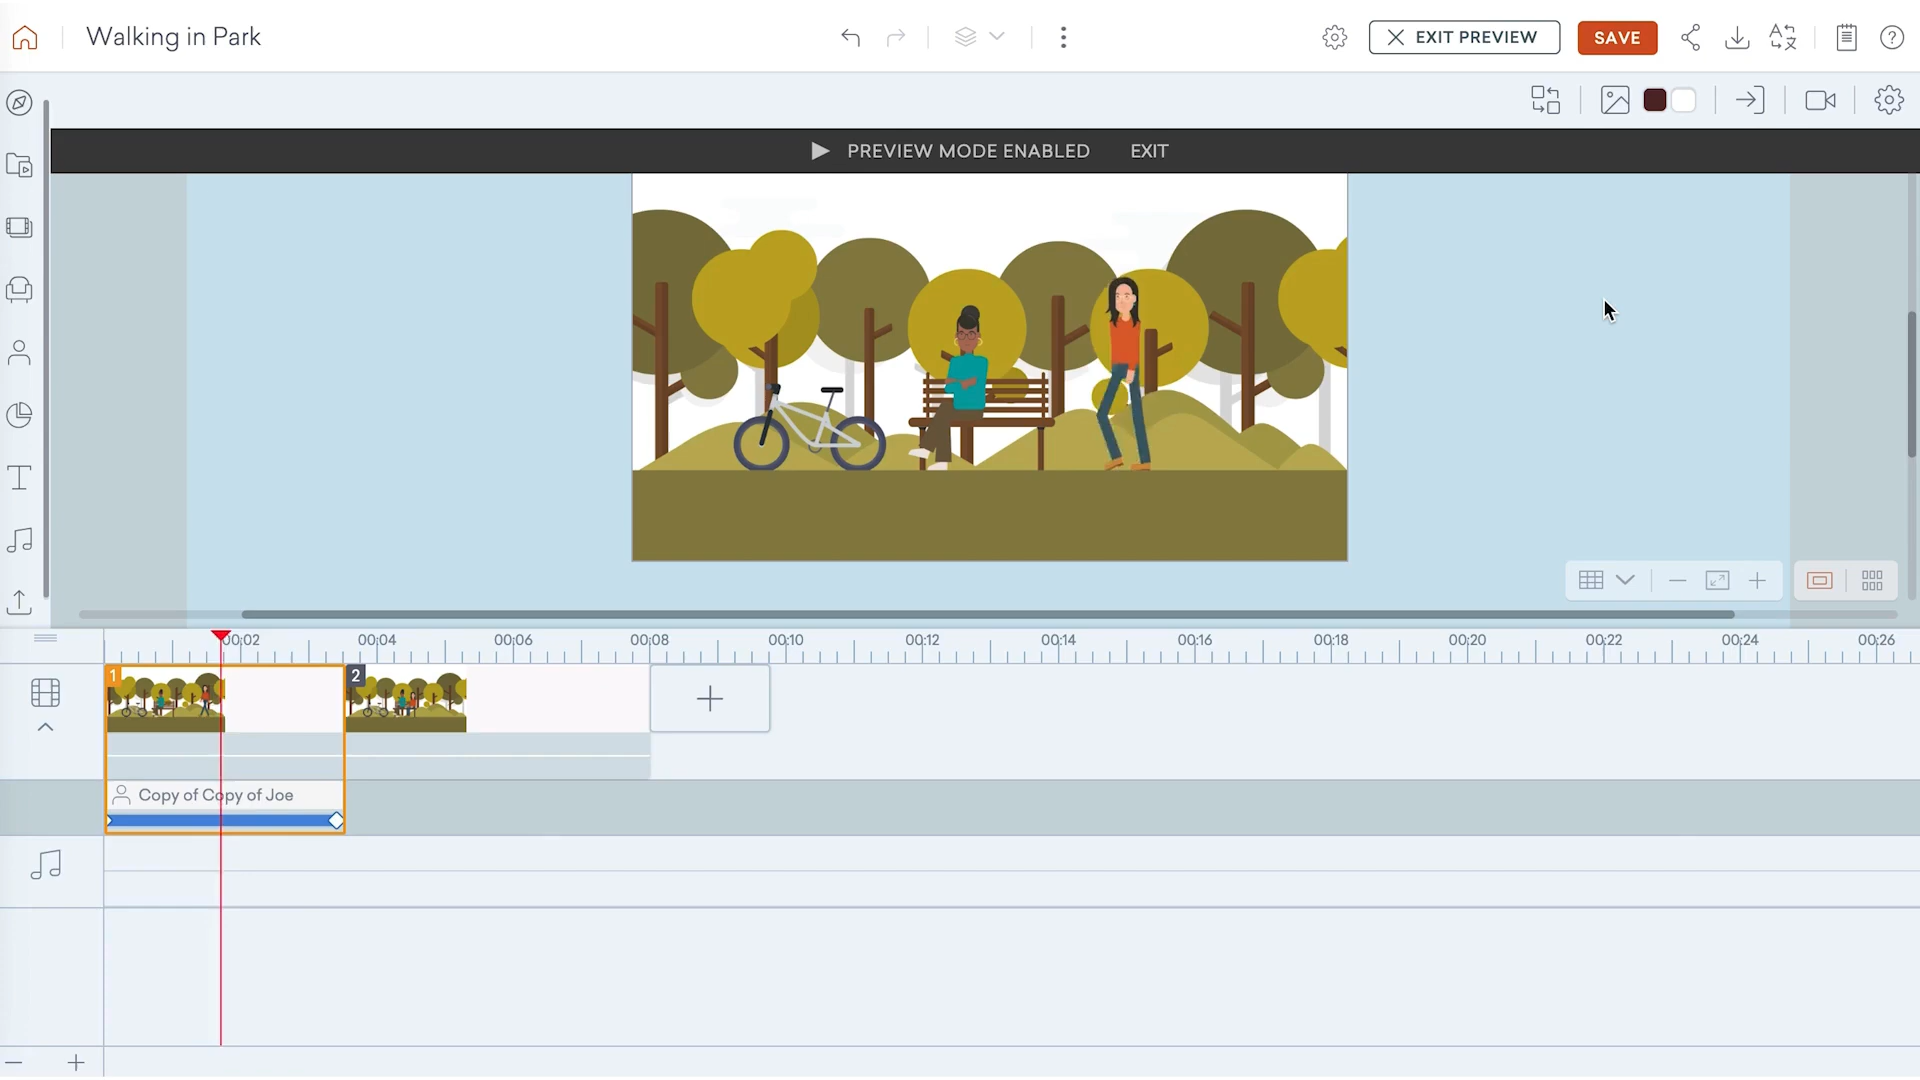 Walking in Park
EXIT PREVIEW
SAVE
PREVIEW MODE ENABLED
EXIT
00:02
00:04
00:06
00:08
00:10
00:12
00:14
00:16
00:18
00:20
00:22
00:24
00:26
1
2
Copy of Copy of Joe